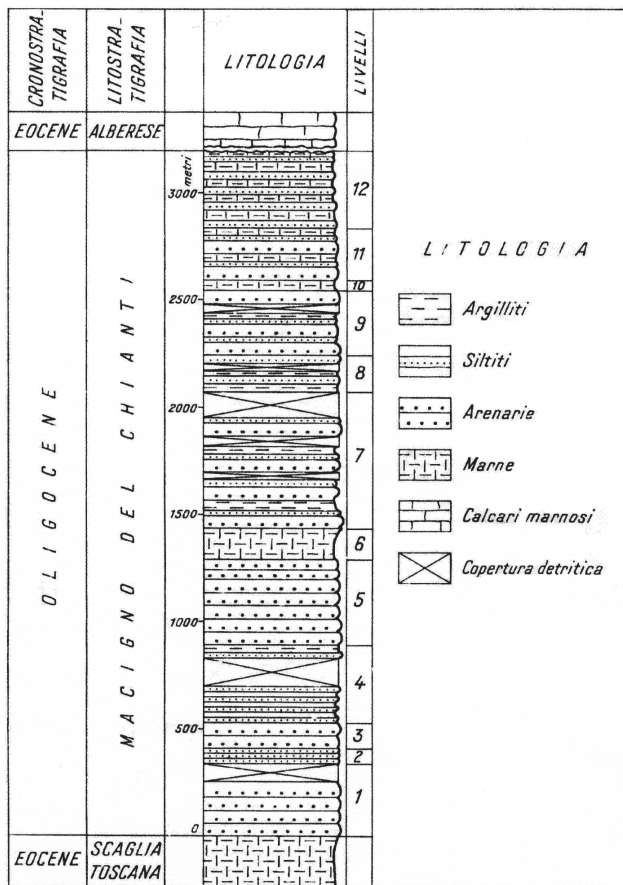 CRONOSTRA-
TIGRAFIA
LITOSTRA-
TIGRAFIA
LITOLOGIA
LIVELLI
EOCENE
ALBERESE
metri
3000
2500
2000
1500
1000
500
0
OLIGOCENE
MACIGNO DEL CHIANTI
12
11
10
9
8
7
6
5
4
3
2
1
EOCENE
SCAGLIA
TOSCANA
LITOLOGIA
Argilliti
Siltiti
Arenarie
Marne
Calcari marnosi
Copertura detritica